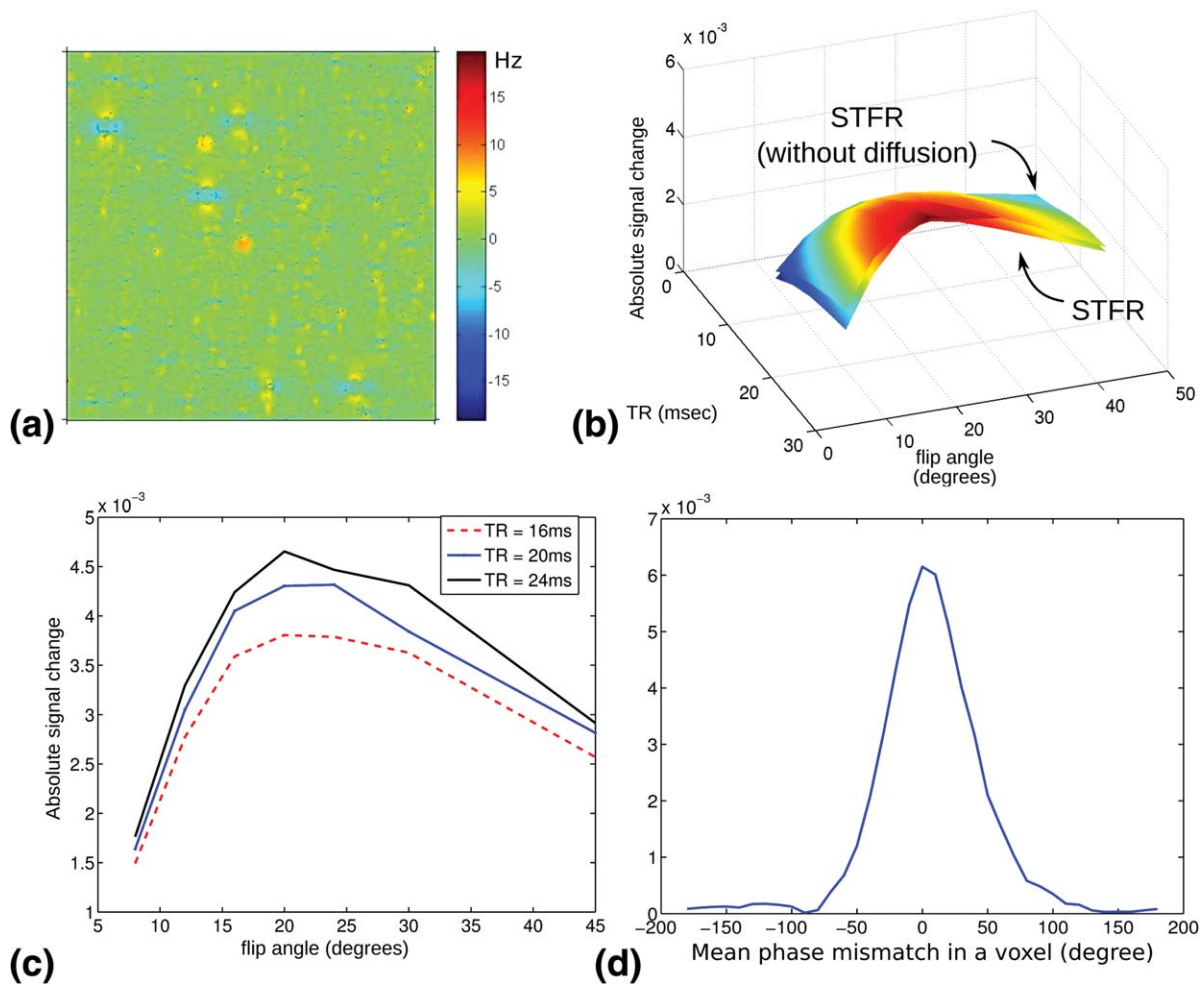 Hz
15
10
5
0
-5
-10
-15
(a)
x 10⁻³
6
4
2
0
Absolute signal change
STFR
(without diffusion)
STFR
0
10
20
30
TR (msec)
0
10
20
30
40
50
flip angle
(degrees)
(b)
x 10⁻³
5
4.5
4
3.5
3
2.5
2
1.5
1
Absolute signal change
TR = 16ms
TR = 20ms
TR = 24ms
5
10
15
20
25
30
35
40
45
flip angle (degrees)
(c)
x 10⁻³
7
6
5
4
3
2
1
0
−200
−150
−100
−50
0
50
100
150
200
Mean phase mismatch in a voxel (degree)
(d)